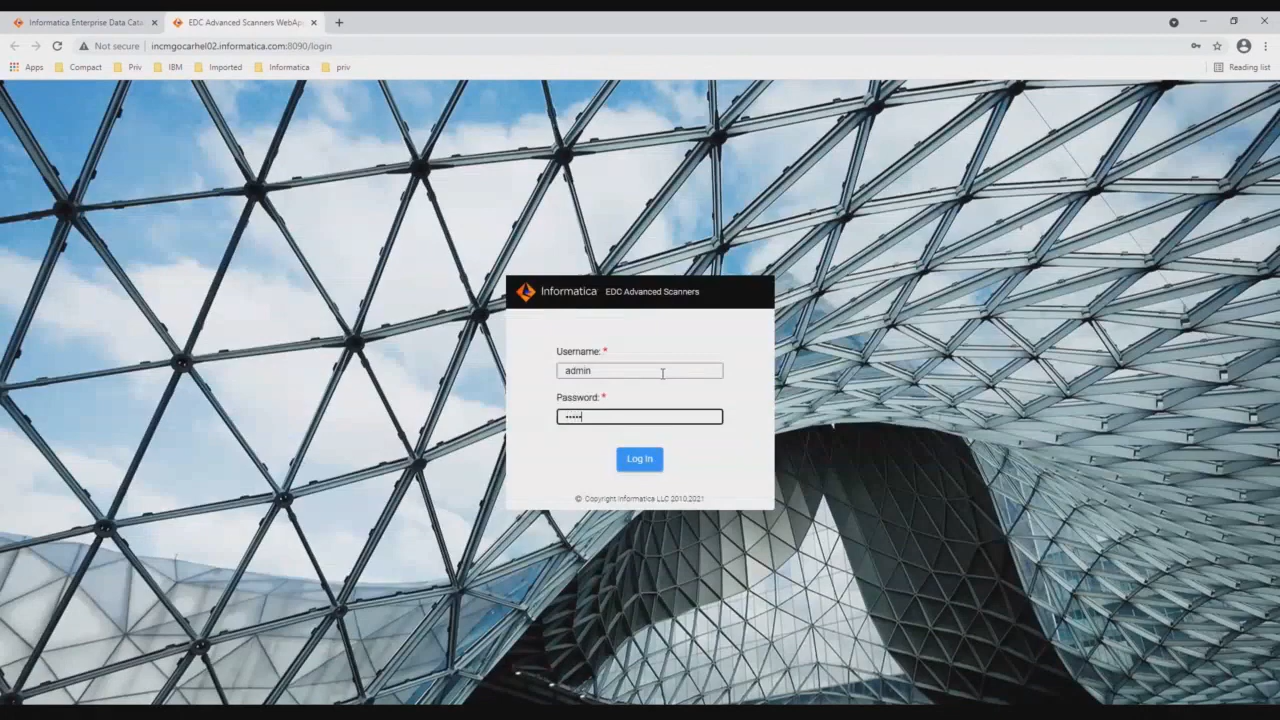 Informatica Enterprise Data Cata
EDC Advanced Scanners WebAp
Not secure
incmgocarhel02.informatica.com:8090/login
Apps
Compact
Priv
IBM
Imported
Informatica
priv
Reading list
Informatica EDC Advanced Scanners
Username: *
admin
Password: *
•••••
Log In
© Copyright Informatica LLC 2010,2021